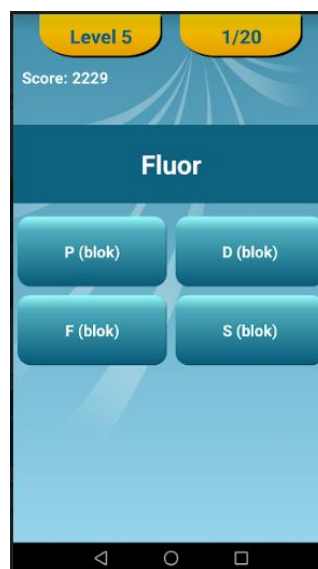 Level 5 1/20
Score: 2229
Fluor
P (blok) D (blok)
F (blok) S (blok)